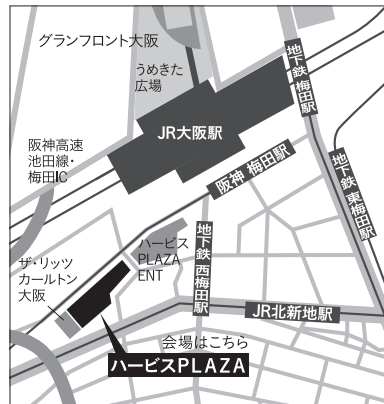 グランフロント大阪
うめきた
広場
JR大阪駅
地下鉄 梅田駅
阪神高速
池田線・
梅田IC
阪神 梅田駅
地下鉄 東梅田駅
ハービス
PLAZA
ENT
地下鉄 西梅田駅
ザ・リッツ
カールトン
大阪
JR北新地駅
会場はこちら
ハービスPLAZA